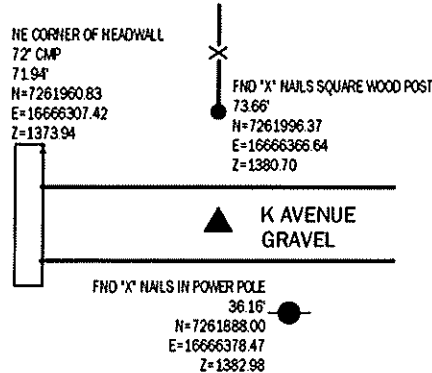 NE CORNER OF HEADWALL
72" CMP
71.94'
N=7261960.83
E=16666307.42
Z=1373.94
FND "X" NAILS SQUARE WOOD POST
73.66'
N=7261996.37
E=16666366.64
Z=1380.70
K AVENUE
GRAVEL
FND "X" NAILS IN POWER POLE
36.16'
N=7261888.00
E=16666378.47
Z=1382.98